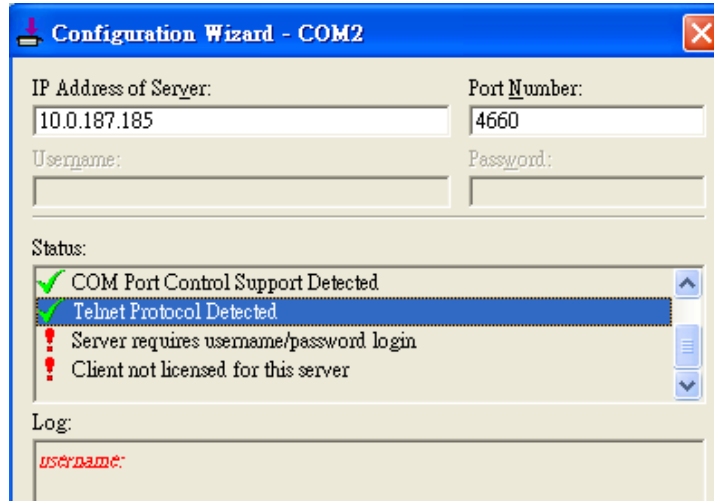 Configuration Wizard - COM2
IP Address of Server: Port Number:
10.0.187.185 4660
Username: Password:
Status:
COM Port Control Support Detected
Telnet Protocol Detected
Server requires username/password login
Client not licensed for this server
Log:
username: